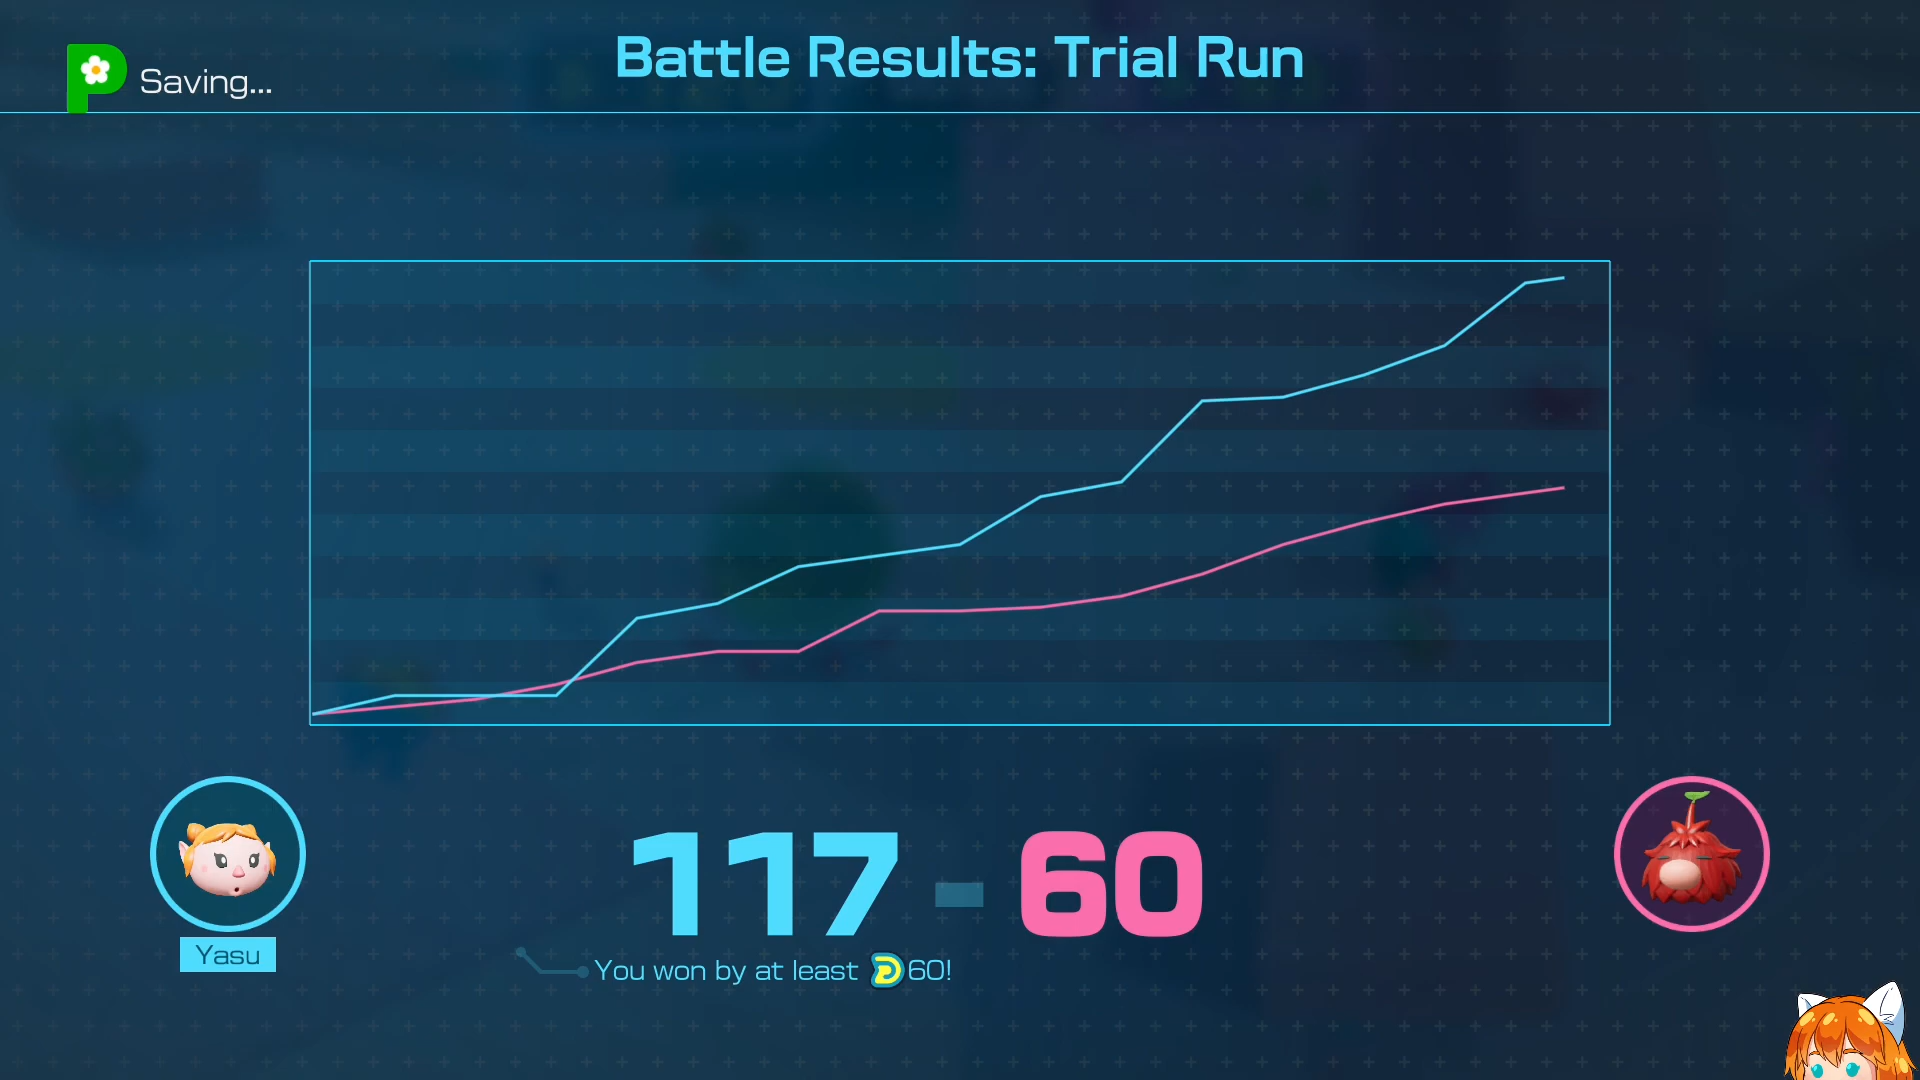 Battle Results: Trial Run
Saving...
117 - 60
Yasu
You won by at least 60!